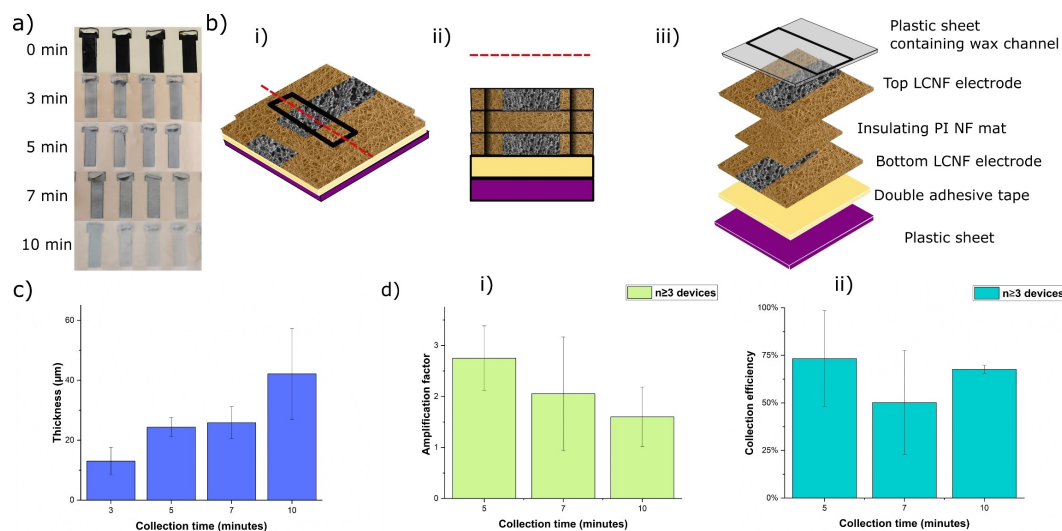 a)
0 min
3 min
5 min
7 min
10 min
b)
i)
ii)
iii)
Plastic sheet
containing wax channel
Top LCNF electrode
Insulating PI NF mat
Bottom LCNF electrode
Double adhesive tape
Plastic sheet
c)
60
40
20
0
Thickness (µm)
3
5
7
10
Collection time (minutes)
d)
i)
n≥3 devices
3
2
1
0
Amplification factor
5
7
10
Collection time (minutes)
ii)
n≥3 devices
100%
75%
50%
25%
0%
Collection efficiency
5
7
10
Collection time (minutes)